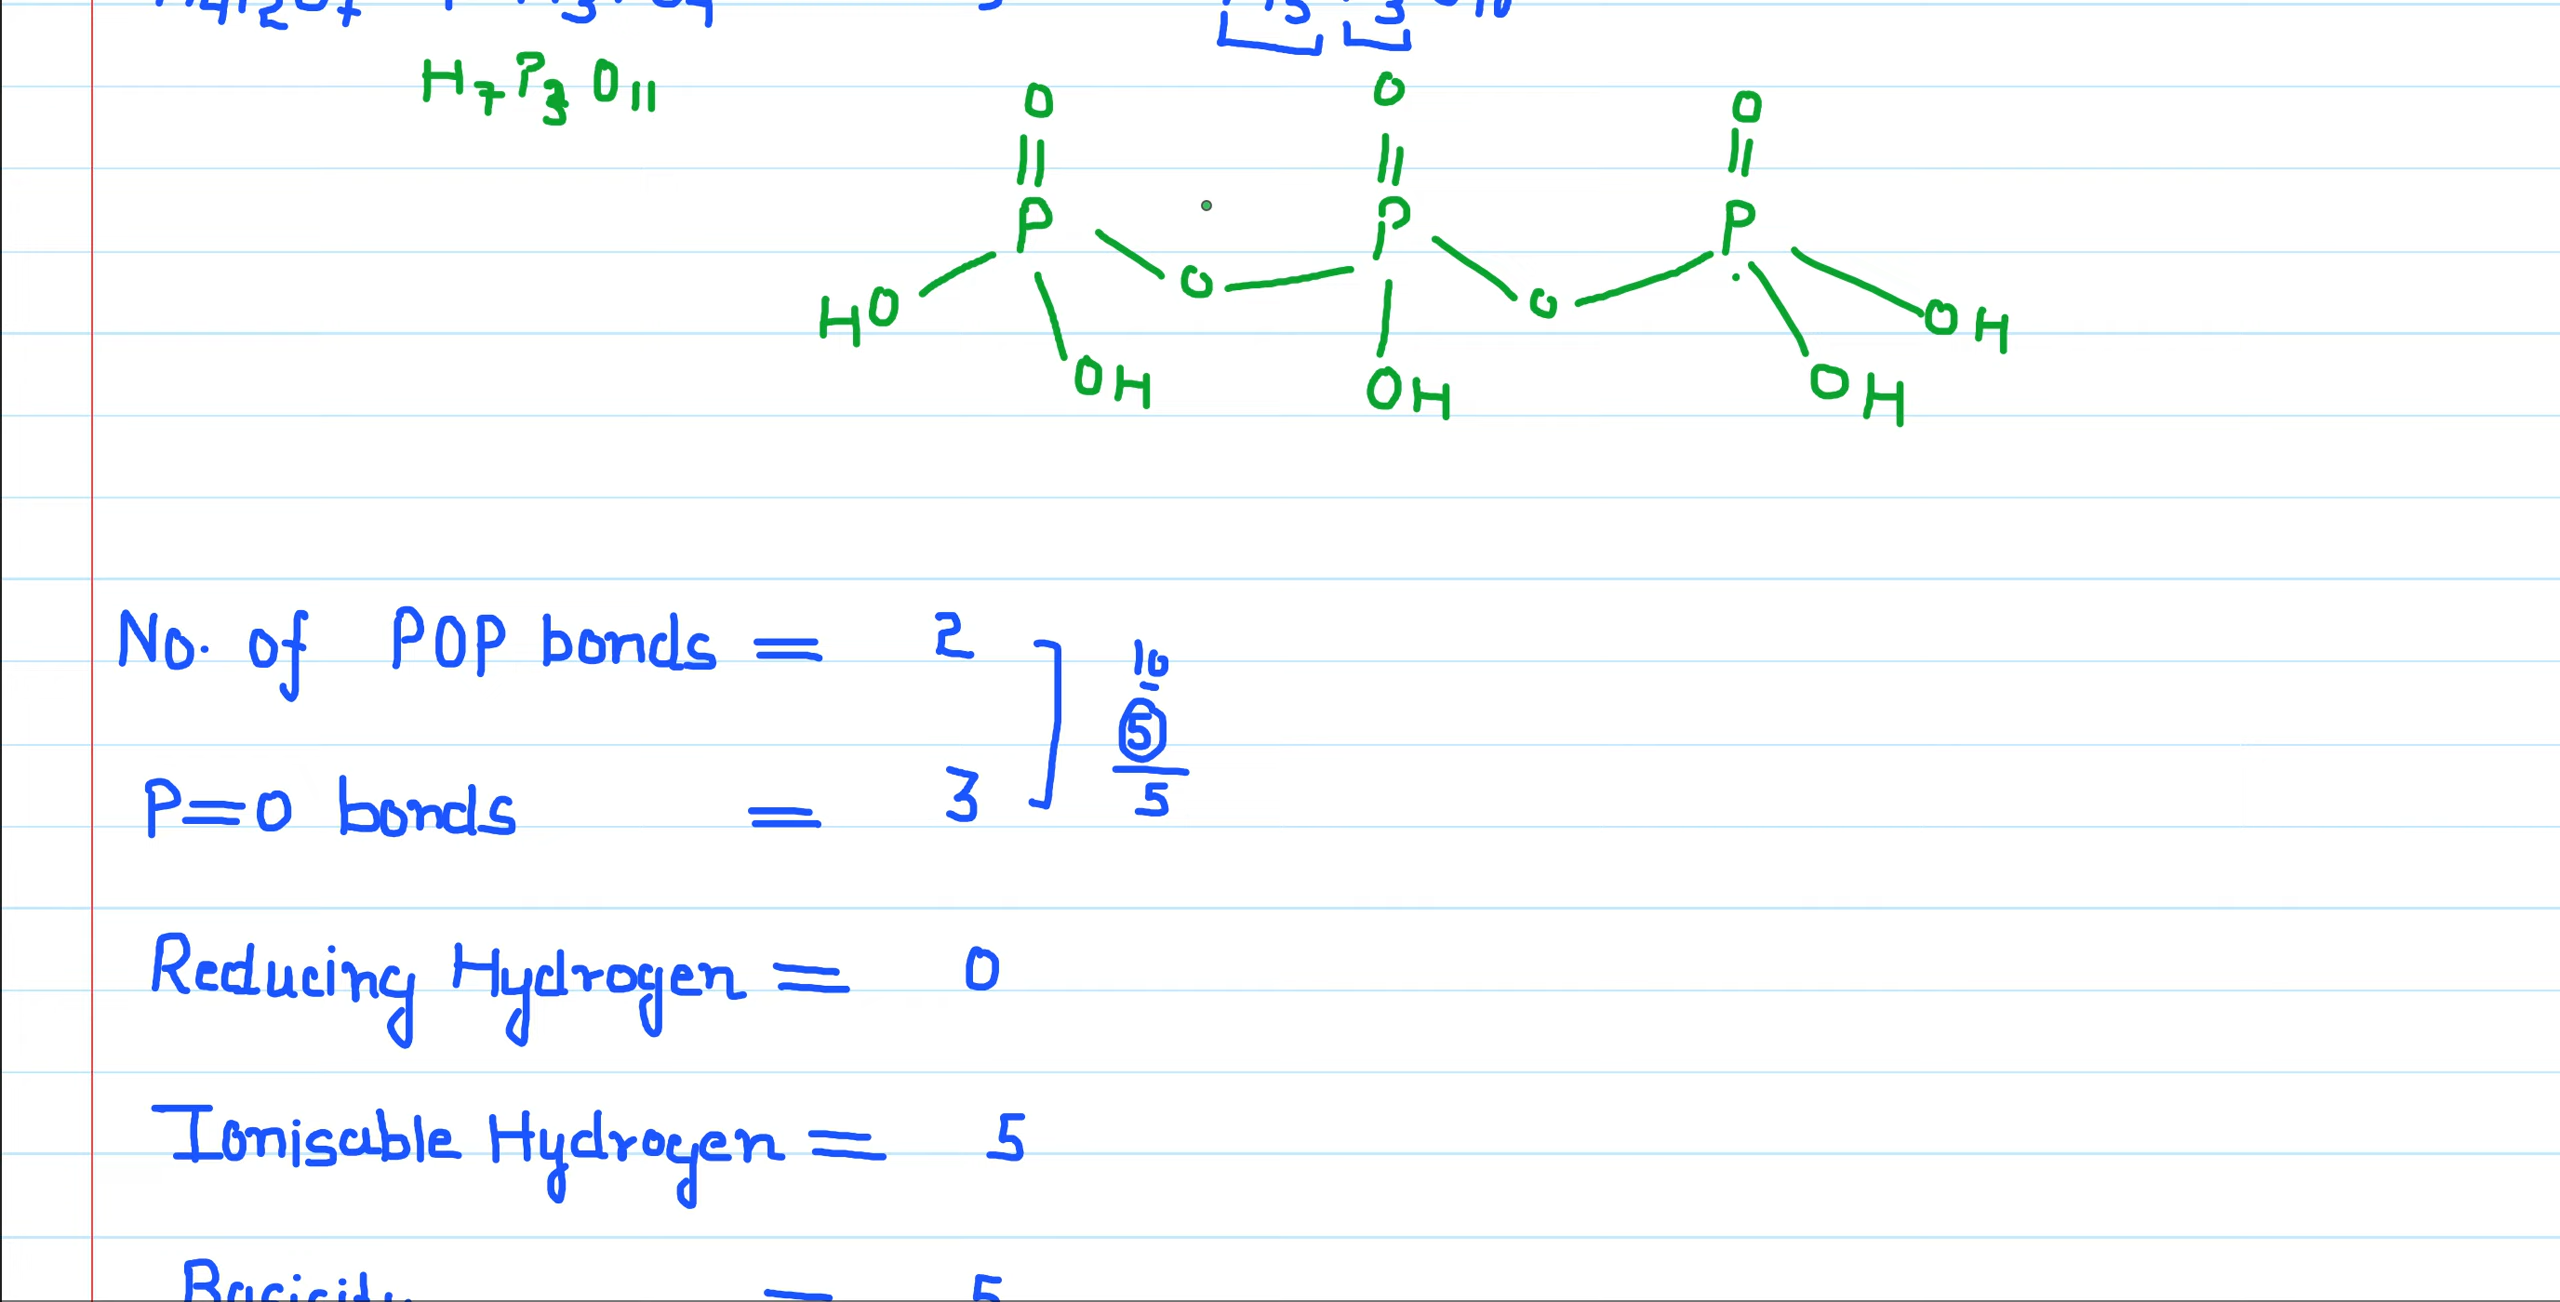 H₇P₃O₁₁
O O O
|| || ||
P P P
HO O O OH
OH OH OH
No. of POP bonds = 2
10
- 5
5
P=O bonds = 3
Reducing Hydrogen = 0
Ionisable Hydrogen = 5
Basicity = 5